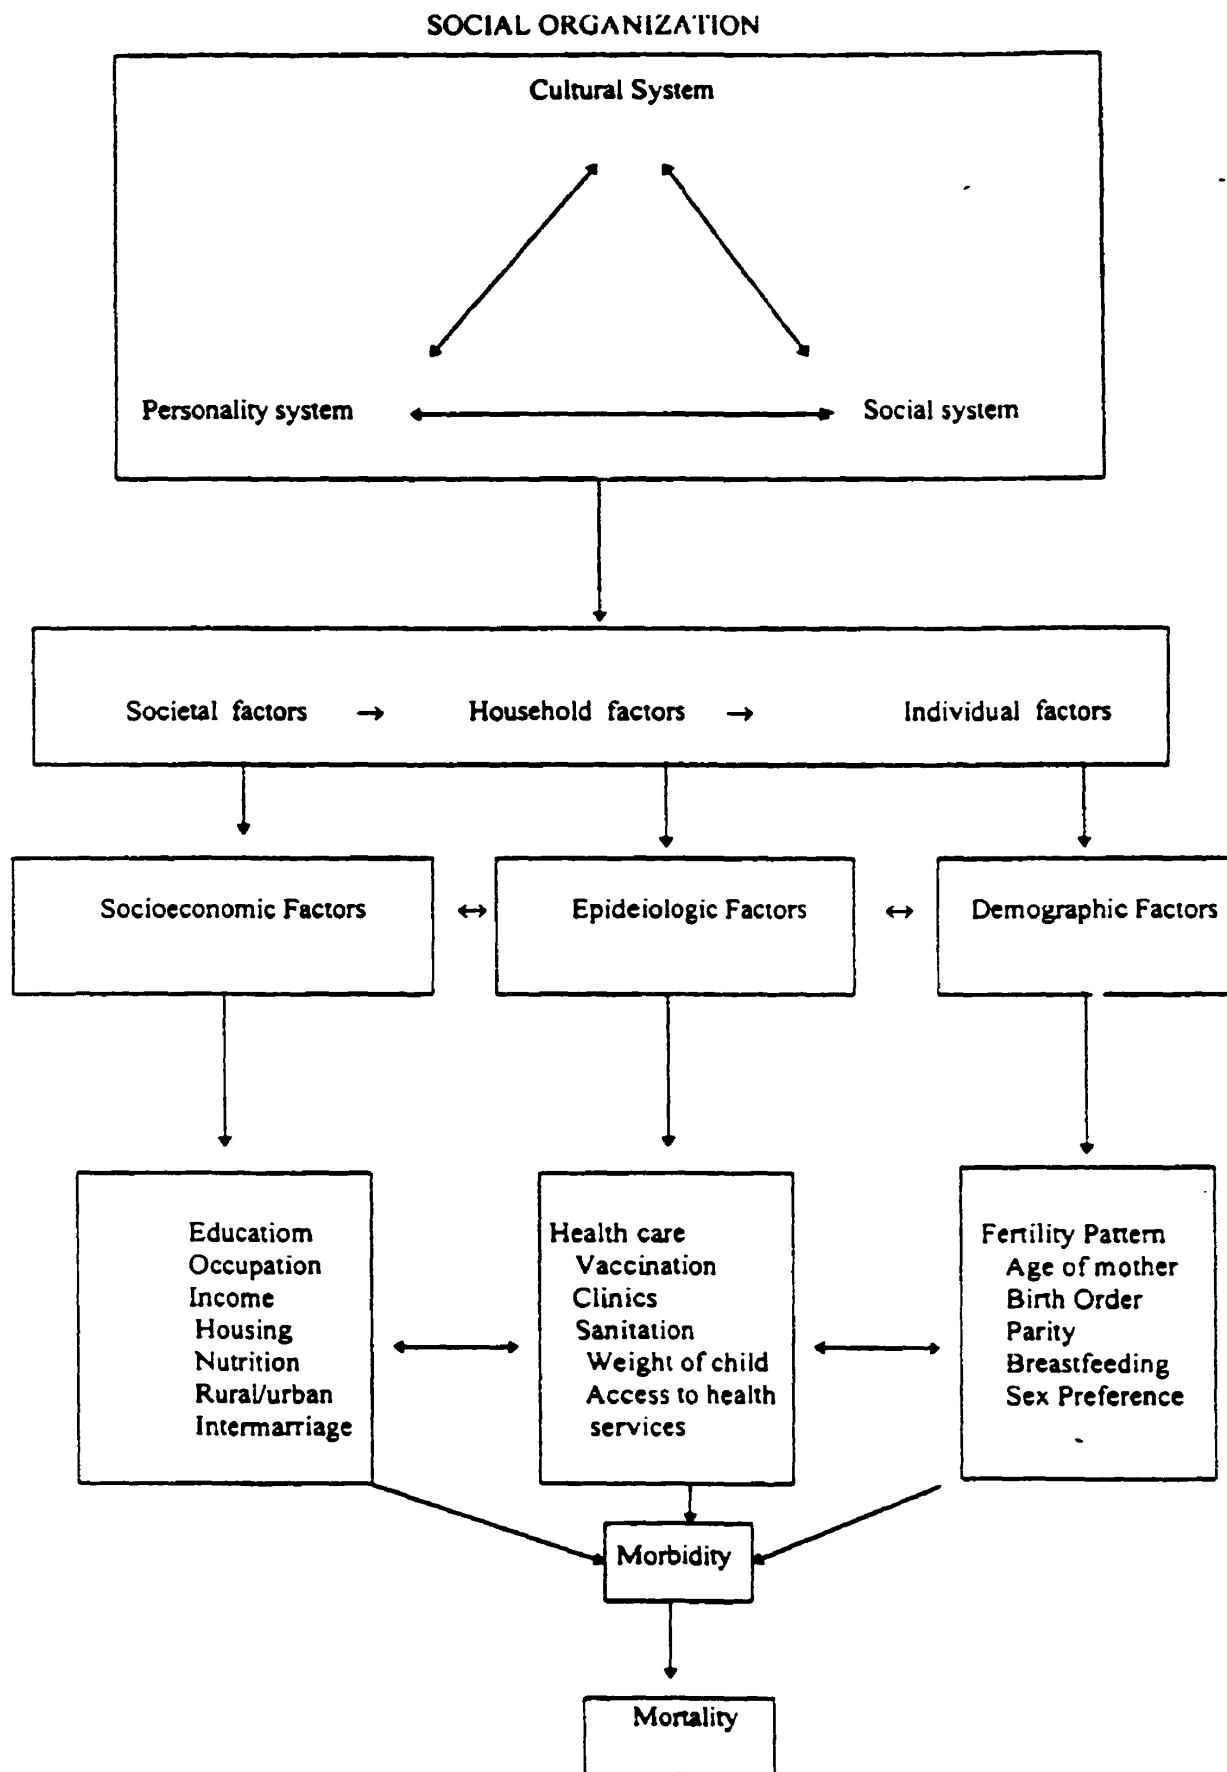 SOCIAL ORGANIZATION
Cultural System
Personality system
Social system
Societal factors → Household factors → Individual factors
Socioeconomic Factors ↔ Epideiologic Factors ↔ Demographic Factors
Educatiom
Occupation
Income
Housing
Nutrition
Rural/urban
Intermarriage
Health care
Vaccination
Clinics
Sanitation
Weight of child
Access to health
services
Fertility Pattern
Age of mother
Birth Order
Parity
Breastfeeding
Sex Preference
Morbidity
Mortality